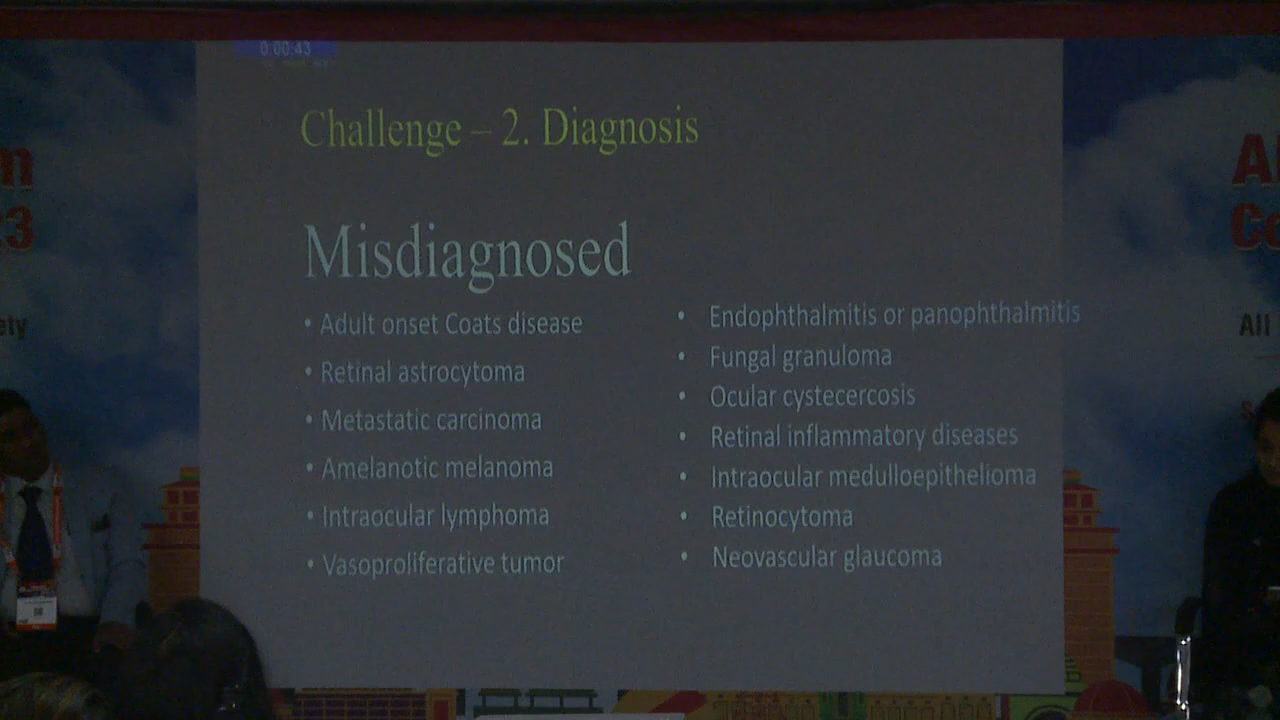 0:00:43
Challenge – 2. Diagnosis
Misdiagnosed
• Adult onset Coats disease
• Retinal astrocytoma
• Metastatic carcinoma
• Amelanotic melanoma
• Intraocular lymphoma
• Vasoproliferative tumor
• Endophthalmitis or panophthalmitis
• Fungal granuloma
• Ocular cystecercosis
• Retinal inflammatory diseases
• Intraocular medulloepithelioma
• Retinocytoma
• Neovascular glaucoma
All